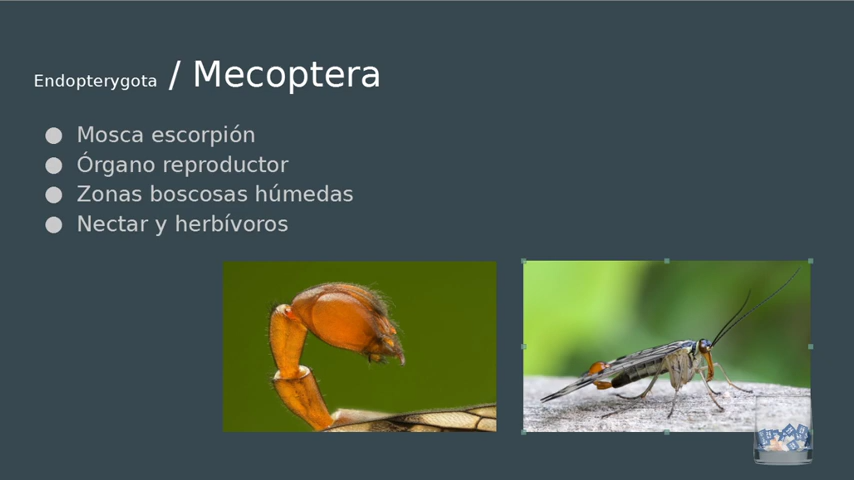 Endopterygota / Mecoptera
● Mosca escorpión
● Órgano reproductor
● Zonas boscosas húmedas
● Nectar y herbívoros